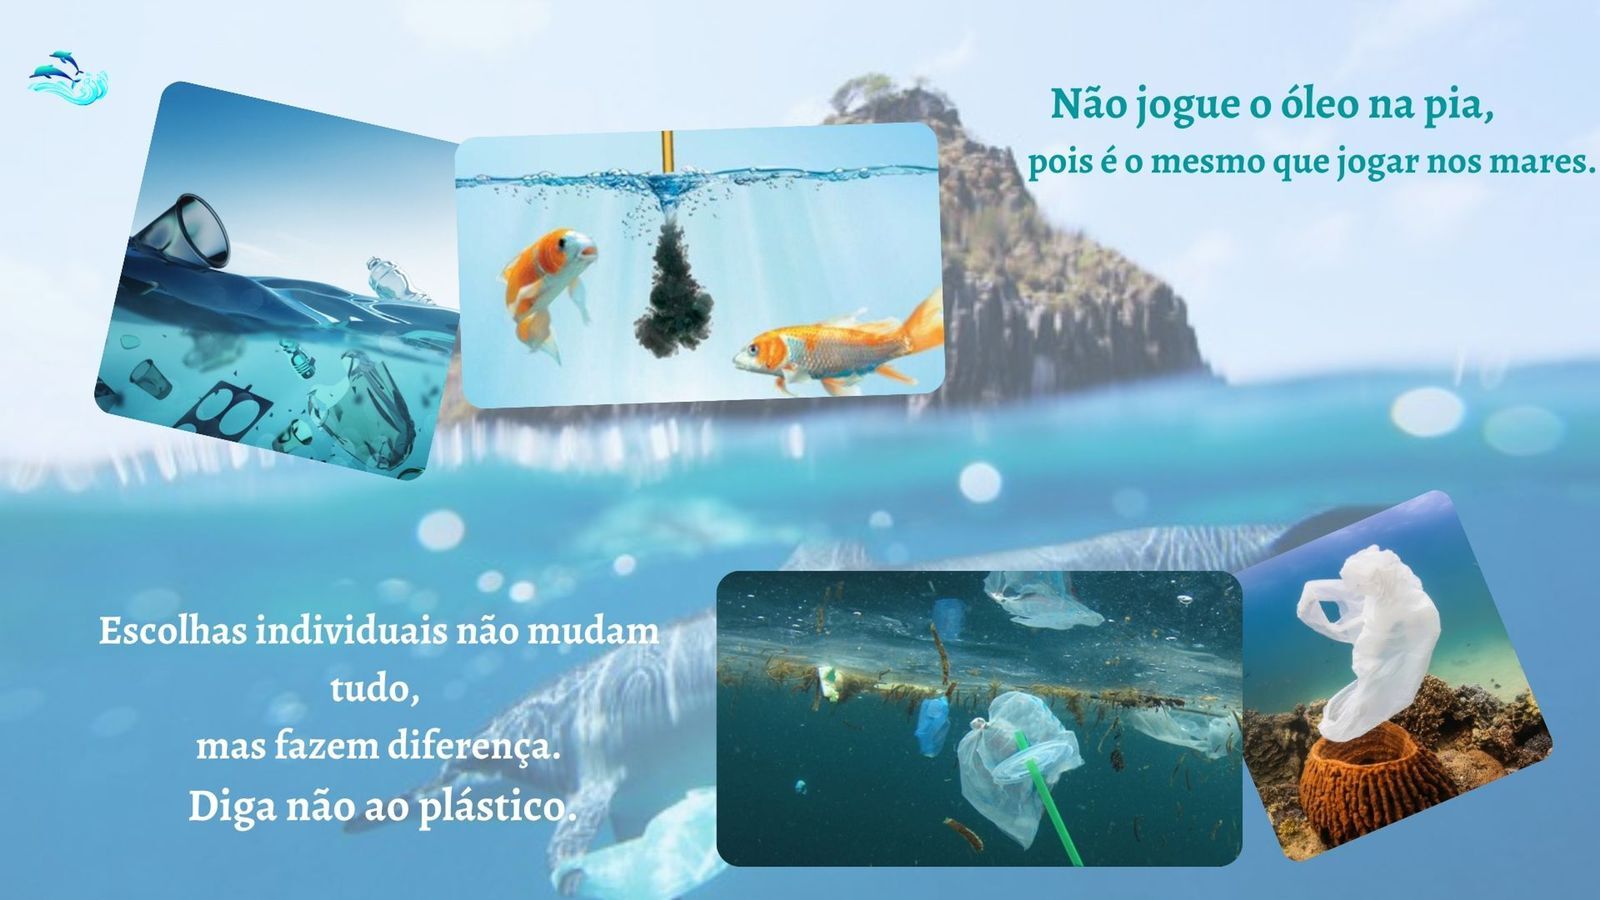 Não jogue o óleo na pia,
pois é o mesmo que jogar nos mares.
Escolhas individuais não mudam
tudo,
mas fazem diferença.
Diga não ao plástico.